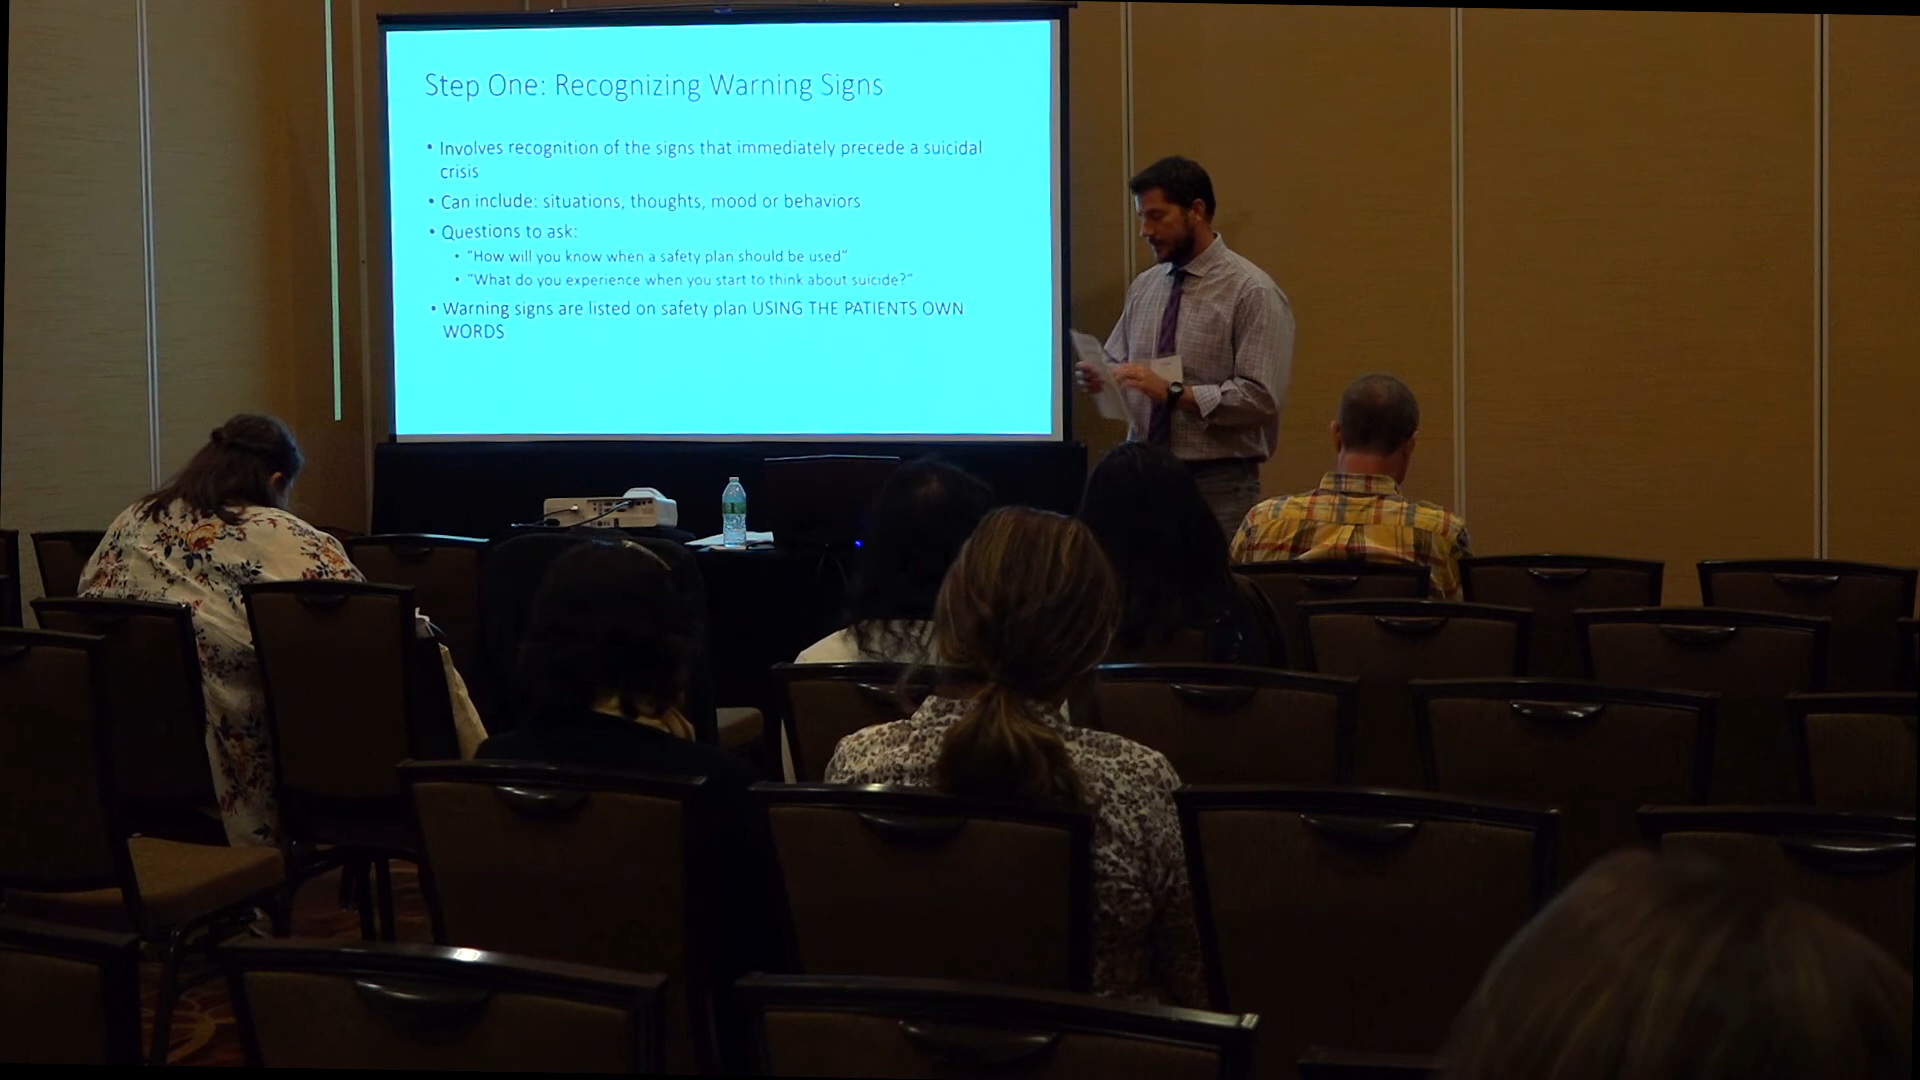 Step One: Recognizing Warning Signs
• Involves recognition of the signs that immediately precede a suicidal
crisis
• Can include: situations, thoughts, mood or behaviors
• Questions to ask:
• "How will you know when a safety plan should be used"
• "What do you experience when you start to think about suicide?"
• Warning signs are listed on safety plan USING THE PATIENTS OWN
WORDS